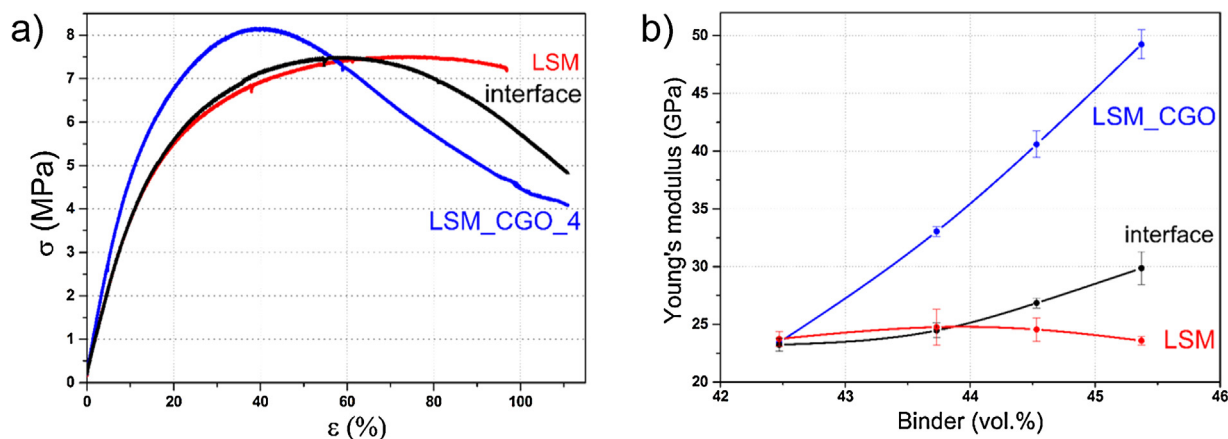 a)
8
7
6
5
4
3
2
1
0
σ (MPa)
LSM
interface
LSM_CGO_4
0 20 40 60 80 100
ε (%)
b)
50
45
40
35
30
25
20
Young's modulus (GPa)
LSM_CGO
interface
LSM
42 43 44 45 46
Binder (vol.%)